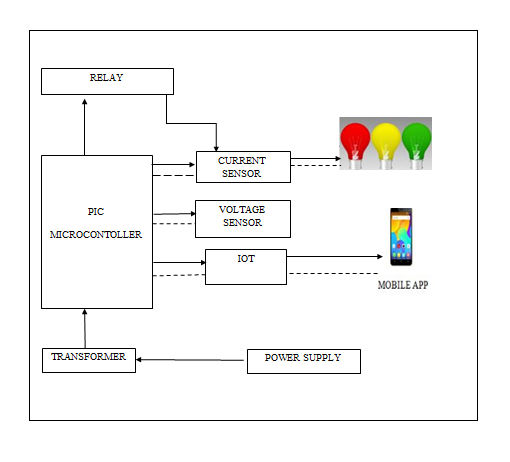 RELAY
CURRENT
SENSOR
PIC
MICROCONTOLLER
VOLTAGE
SENSOR
IOT
MOBILE APP
TRANSFORMER
POWER SUPPLY